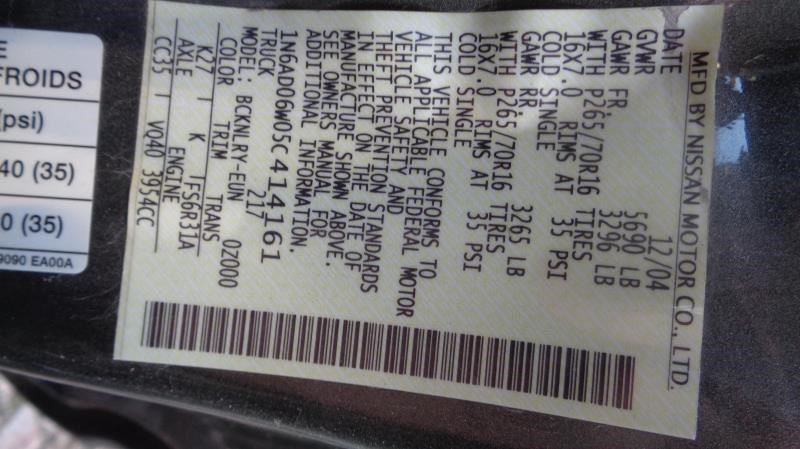 MFD BY NISSAN MOTOR CO., LTD.
DATE 12/04
GVWR 5690 LB
GAWR FR. 3296 LB
WITH P265/70R16 TIRES
16X7.0 RIMS AT 35 PSI
COLD SINGLE
GAWR RR. 3265 LB
WITH P265/70R16 TIRES
16X7.0 RIMS AT 35 PSI
COLD SINGLE
THIS VEHICLE CONFORMS TO
ALL APPLICABLE FEDERAL MOTOR
VEHICLE SAFETY AND
THEFT PREVENTION STANDARDS
IN EFFECT ON THE DATE OF
MANUFACTURE SHOWN ABOVE.
SEE OWNERS MANUAL FOR
ADDITIONAL INFORMATION.
1N6AD06W05C414161
TRUCK 217
MODEL: BCKNLRY-EUN 0Z000
COLOR TRIM TRANS
K27 K FS6R31A
AXLE ENGINE
CC35 VQ40 3954CC
E
FROIDS
(psi)
40 (35)
0 (35)
9090 EA00A